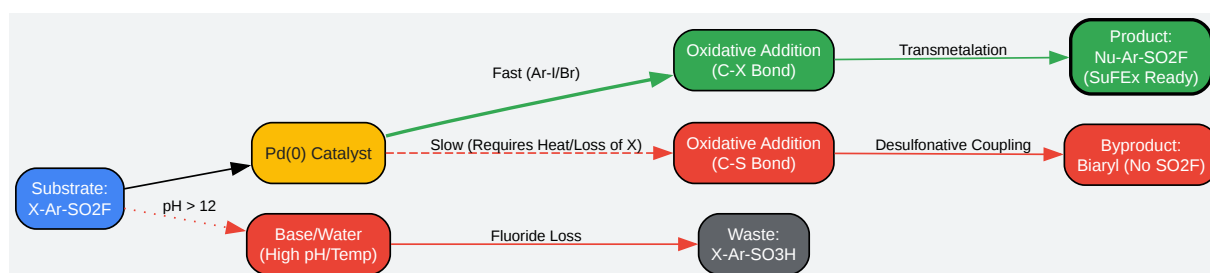 Product:
Nu-Ar-SO2F
(SuFEx Ready)
Transmetalation
Oxidative Addition
(C-X Bond)
Fast (Ar-I/Br)
Pd(0) Catalyst
Slow (Requires Heat/Loss of X)
Oxidative Addition
(C-S Bond)
Desulfonative Coupling
Byproduct:
Biaryl (No SO2F)
Substrate:
X-Ar-SO2F
pH > 12
Base/Water
(High pH/Temp)
Fluoride Loss
Waste:
X-Ar-SO3H